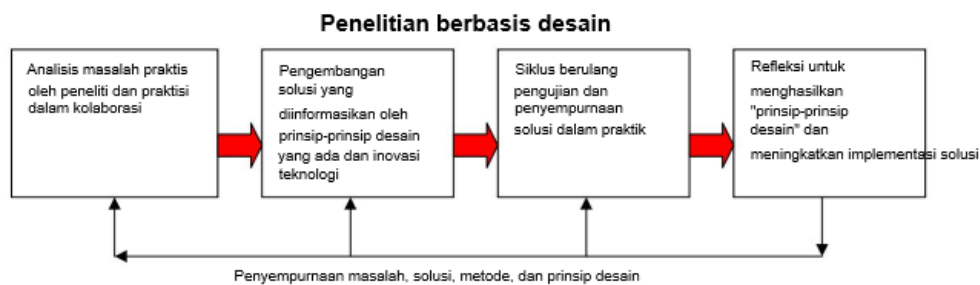 Penelitian berbasis desain
Analisis masalah praktis
oleh peneliti dan praktisi
dalam kolaborasi
Pengembangan
solusi yang
diinformasikan oleh
prinsip-prinsip desain
yang ada dan inovasi
teknologi
Siklus berulang
pengujian dan
penyempurnaan
solusi dalam praktik
Refleksi untuk
menghasilkan
"prinsip-prinsip
desain" dan
meningkatkan implementasi solusi
Penyempurnaan masalah, solusi, metode, dan prinsip desain